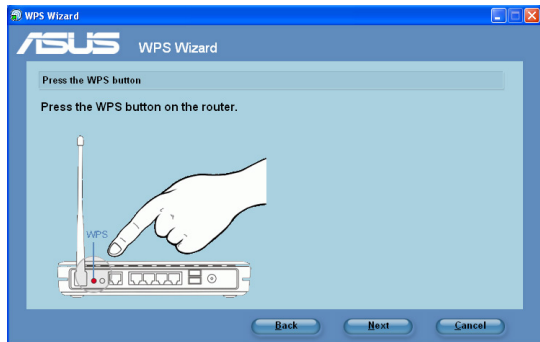 WPS Wizard
ASUS WPS Wizard
Press the WPS button
Press the WPS button on the router.
WPS
Back Next Cancel